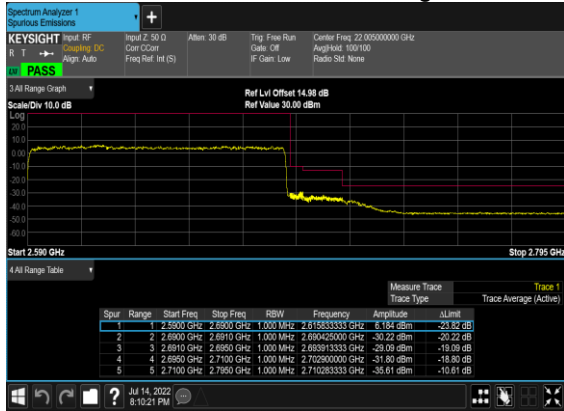 Spectrum Analyzer 1
Spurious Emissions
+
KEYSIGHT Input: RF Input Z: 50 Ω Atten: 30 dB Trig: Free Run Center Freq: 22.005000000 GHz
R T Coupling: DC Corr CCorr Gate: Off Avg|Hold: 100/100
Align: Auto Freq Ref: Int (S) IF Gain: Low Radio Std: None
LW PASS
3 All Range Graph
Ref Lvl Offset 14.98 dB
Scale/Div 10.0 dB Ref Value 30.00 dBm
Log
20.0
10.0
0.00
-10.0
-20.0
-30.0
-40.0
-50.0
-60.0
Start 2.590 GHz Stop 2.795 GHz
4 All Range Table
Measure Trace Trace 1
Trace Type Trace Average (Active)
Spur Range Start Freq Stop Freq RBW Frequency Amplitude ΔLimit
1 1 2.5900 GHz 2.6900 GHz 1.000 MHz 2.615833333 GHz 6.184 dBm -23.82 dB
2 2 2.6900 GHz 2.6910 GHz 1.000 MHz 2.690425000 GHz -30.22 dBm -20.22 dB
3 3 2.6910 GHz 2.6950 GHz 1.000 MHz 2.693913333 GHz -29.09 dBm -19.09 dB
4 4 2.6950 GHz 2.7100 GHz 1.000 MHz 2.702900000 GHz -31.80 dBm -18.80 dB
5 5 2.7100 GHz 2.7950 GHz 1.000 MHz 2.710283333 GHz -35.61 dBm -10.61 dB
? Jul 14, 2022
8:10:21 PM